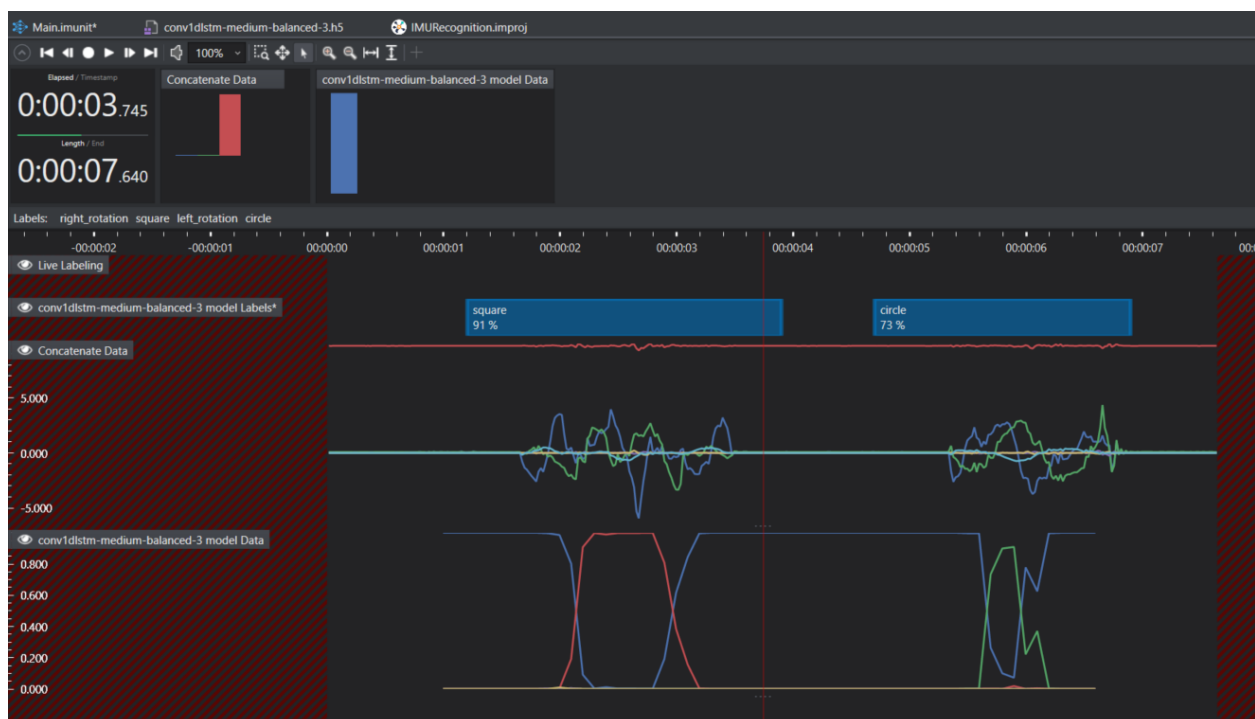 Main.imunit* conv1dlstm-medium-balanced-3.h5 IMURecognition.improj
100%
Elapsed / Timestamp
0:00:03.745
Length / End
0:00:07.640
Concatenate Data
conv1dlstm-medium-balanced-3 model Data
Labels: right_rotation square left_rotation circle
-00:00:02 -00:00:01 00:00:00 00:00:01 00:00:02 00:00:03 00:00:04 00:00:05 00:00:06 00:00:07 00:0
Live Labeling
conv1dlstm-medium-balanced-3 model Labels*
square
91 %
circle
73 %
Concatenate Data
5.000
0.000
-5.000
conv1dlstm-medium-balanced-3 model Data
0.800
0.600
0.400
0.200
0.000